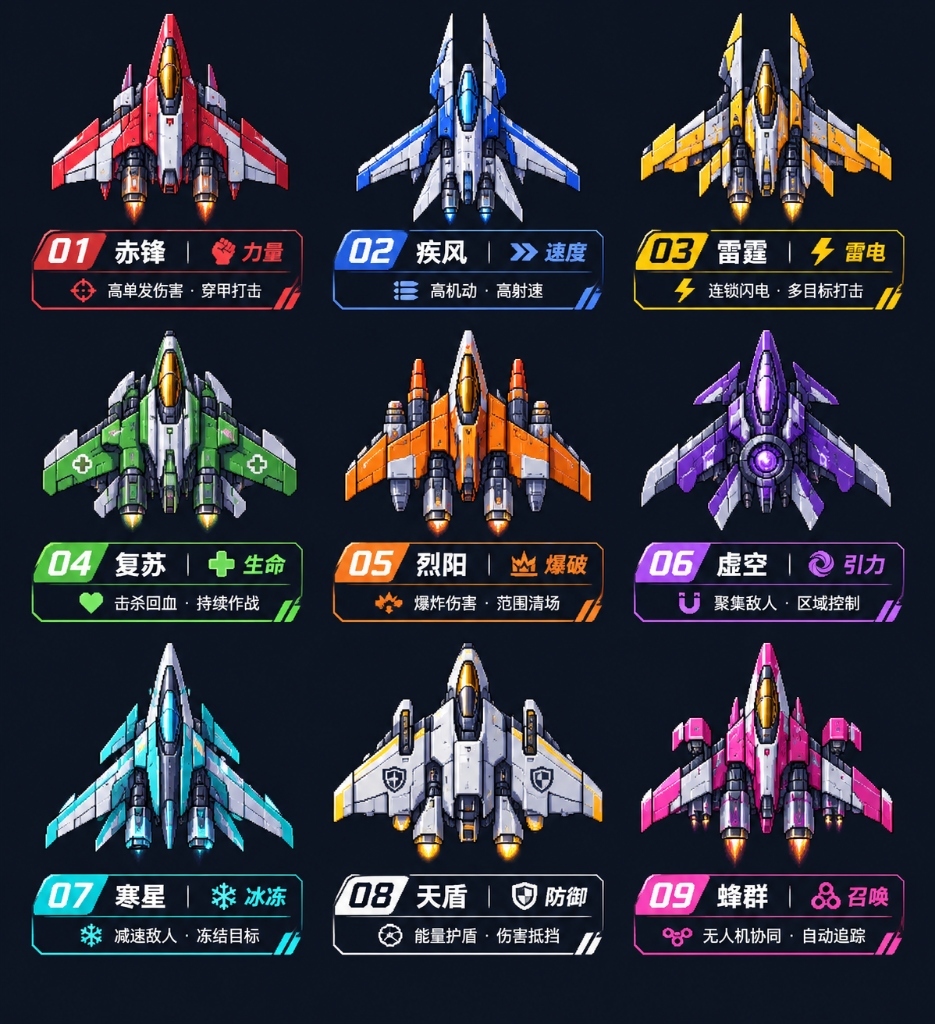 01 赤锋 | 力量
高单发伤害 · 穿甲打击
02 疾风 | 速度
高机动 · 高射速
03 雷霆 | 雷电
连锁闪电 · 多目标打击
04 复苏 | 生命
击杀回血 · 持续作战
05 烈阳 | 爆破
爆炸伤害 · 范围清场
06 虚空 | 引力
聚集敌人 · 区域控制
07 寒星 | 冰冻
减速敌人 · 冻结目标
08 天盾 | 防御
能量护盾 · 伤害抵挡
09 蜂群 | 召唤
无人机协同 · 自动追踪